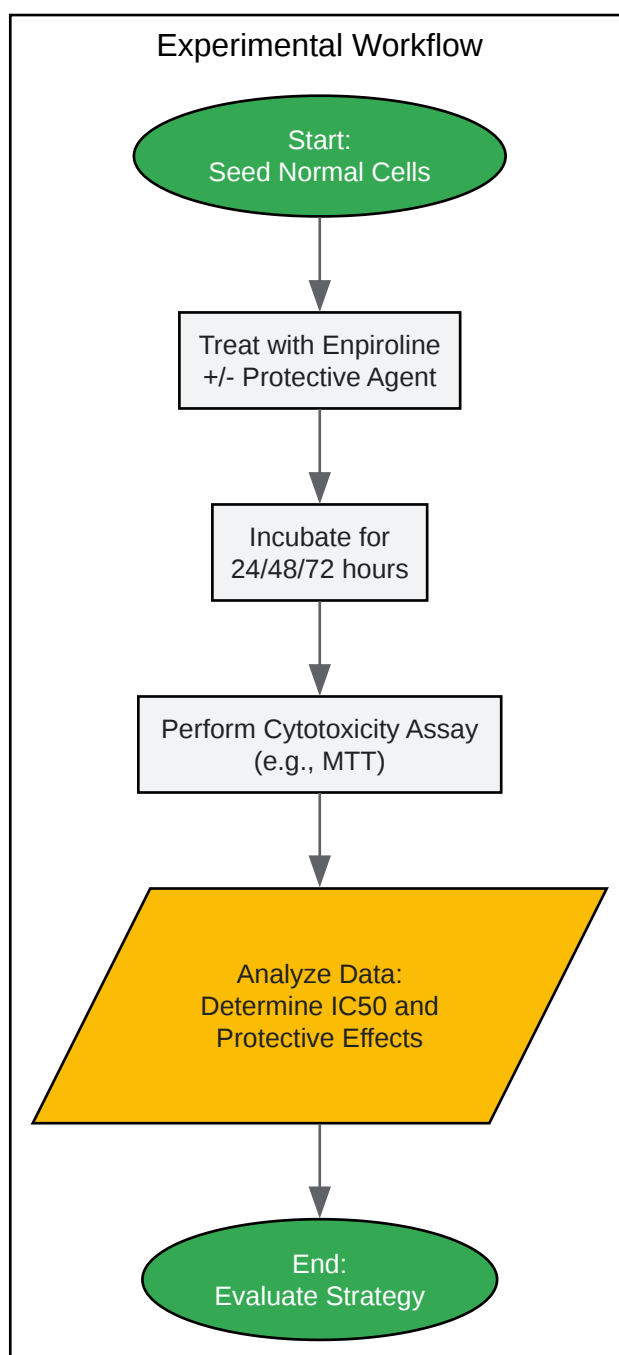 Experimental Workflow
Start:
Seed Normal Cells
Treat with Enpiroline
+/- Protective Agent
Incubate for
24/48/72 hours
Perform Cytotoxicity Assay
(e.g., MTT)
Analyze Data:
Determine IC50 and
Protective Effects
End:
Evaluate Strategy